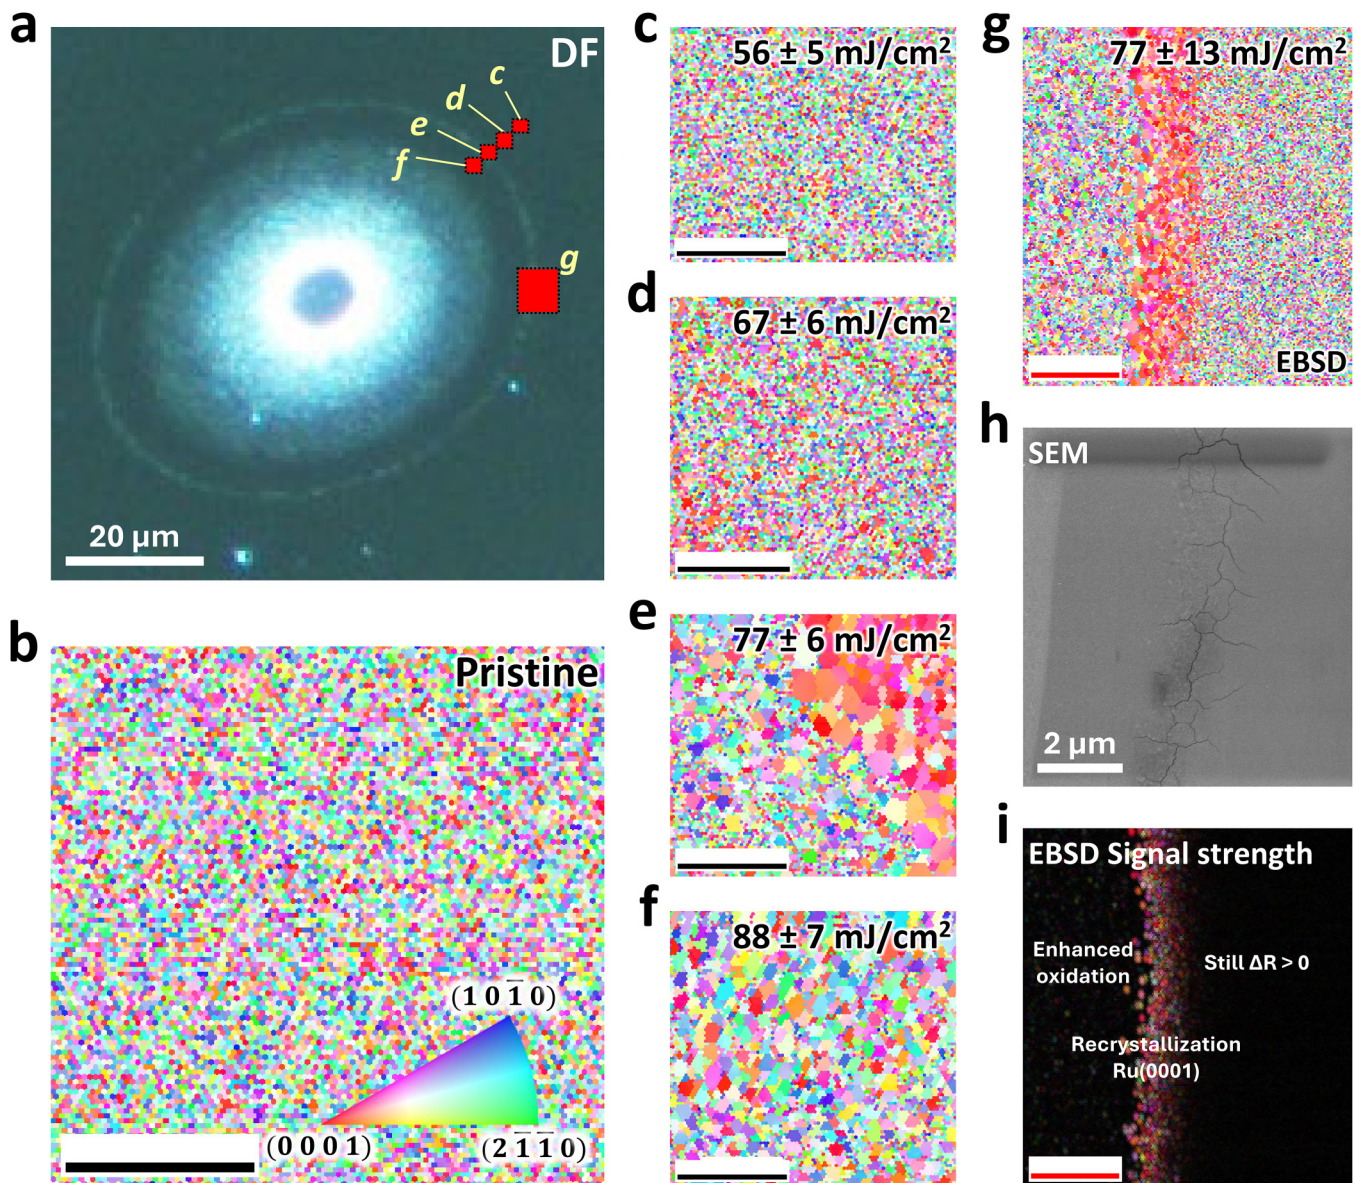 a
DF
c
d
e
f
g
20 μm
b
Pristine
(1 0 1̅ 0)
(0 0 0 1)
(2 1̅ 1̅ 0)
c
56 ± 5 mJ/cm²
d
67 ± 6 mJ/cm²
e
77 ± 6 mJ/cm²
f
88 ± 7 mJ/cm²
g
77 ± 13 mJ/cm²
EBSD
h
SEM
2 μm
i
EBSD Signal strength
Enhanced
oxidation
Still ΔR > 0
Recrystallization
Ru(0001)